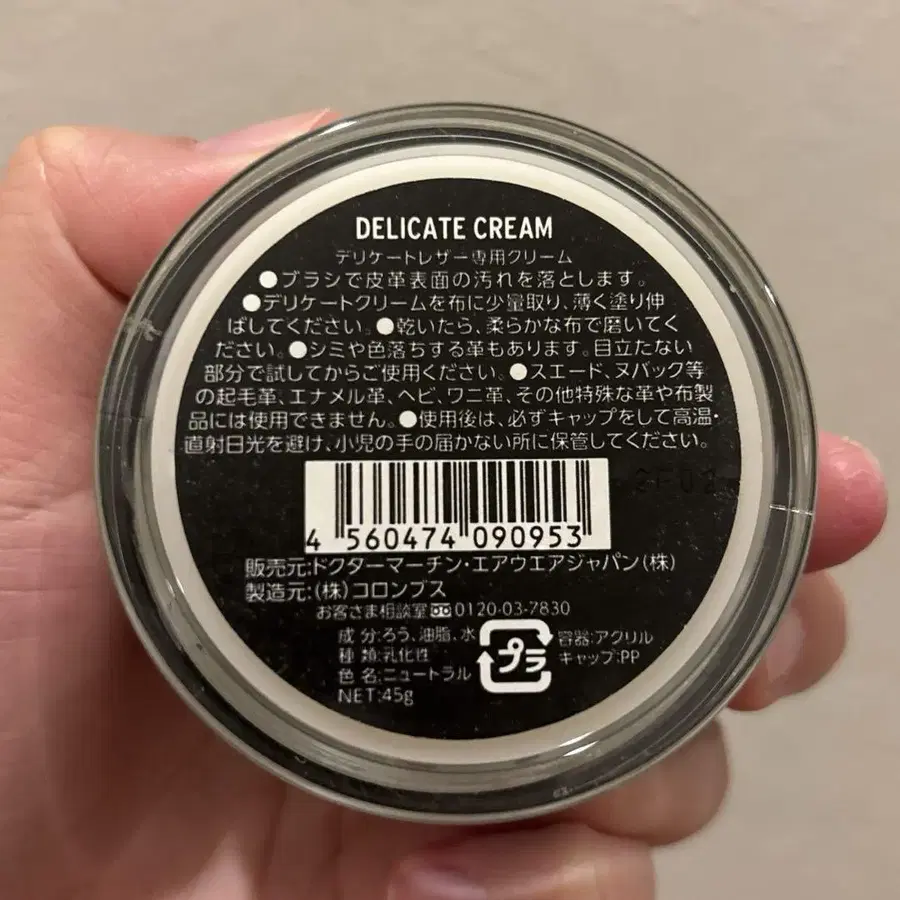 DELICATE CREAM
デリケートレザー専用クリーム
●ブラシで皮革表面の汚れを落とします。
●デリケートクリームを布に少量取り、薄く塗り伸
ばしてください。●乾いたら、柔らかな布で磨いてく
ださい。●シミや色落ちする革もあります。目立たない
部分で試してからご使用ください。●スエード、ヌバック等
の起毛革、エナメル革、ヘビ、ワニ革、その他特殊な革や布製
品には使用できません。●使用後は、必ずキャップをして高温・
直射日光を避け、小児の手の届かない所に保管してください。
4 560474 090953
販売元:ドクターマーチン・エアウエアジャパン(株)
製造元:(株)コロンブス
お客さま相談室 0120-03-7830
成 分:ろう、油脂、水
種 類:乳化性
色 名:ニュートラル
NET:45g
プラ
容器:アクリル
キャップ:PP